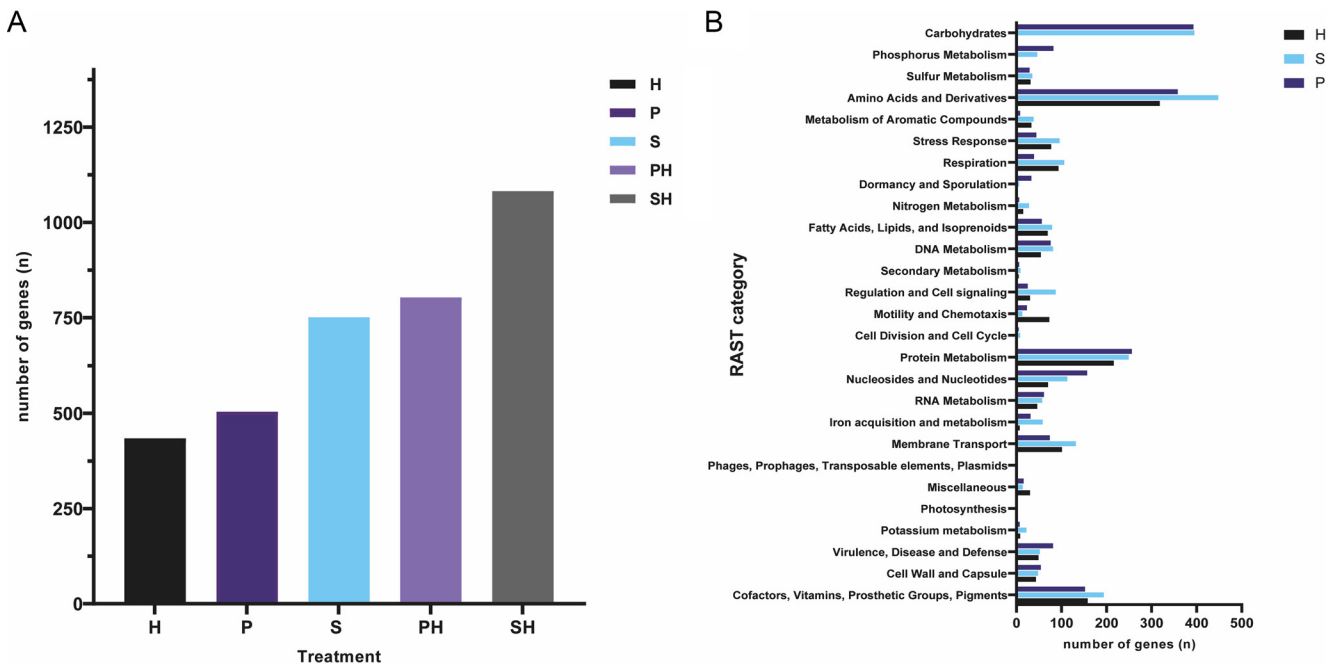 A
number of genes (n)
1250
1000
750
500
250
0
H
P
S
PH
SH
Treatment
H
P
S
PH
SH
B
RAST category
Carbohydrates
Phosphorus Metabolism
Sulfur Metabolism
Amino Acids and Derivatives
Metabolism of Aromatic Compounds
Stress Response
Respiration
Dormancy and Sporulation
Nitrogen Metabolism
Fatty Acids, Lipids, and Isoprenoids
DNA Metabolism
Secondary Metabolism
Regulation and Cell signaling
Motility and Chemotaxis
Cell Division and Cell Cycle
Protein Metabolism
Nucleosides and Nucleotides
RNA Metabolism
Iron acquisition and metabolism
Membrane Transport
Phages, Prophages, Transposable elements, Plasmids
Miscellaneous
Photosynthesis
Potassium metabolism
Virulence, Disease and Defense
Cell Wall and Capsule
Cofactors, Vitamins, Prosthetic Groups, Pigments
0 100 200 300 400 500
number of genes (n)
H
S
P